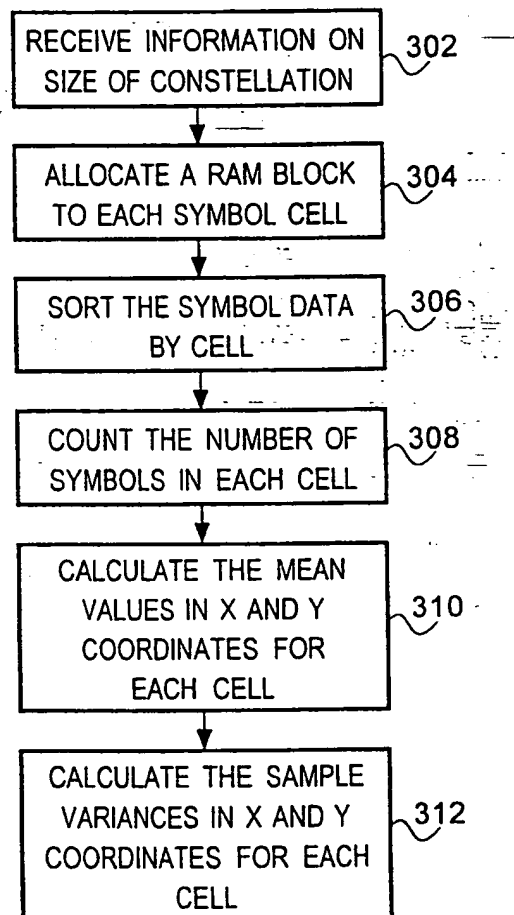 RECEIVE INFORMATION ON
SIZE OF CONSTELLATION
302
ALLOCATE A RAM BLOCK
TO EACH SYMBOL CELL
304
SORT THE SYMBOL DATA
BY CELL
306
COUNT THE NUMBER OF
SYMBOLS IN EACH CELL
308
CALCULATE THE MEAN
VALUES IN X AND Y
COORDINATES FOR
EACH CELL
310
CALCULATE THE SAMPLE
VARIANCES IN X AND Y
COORDINATES FOR EACH
CELL
312